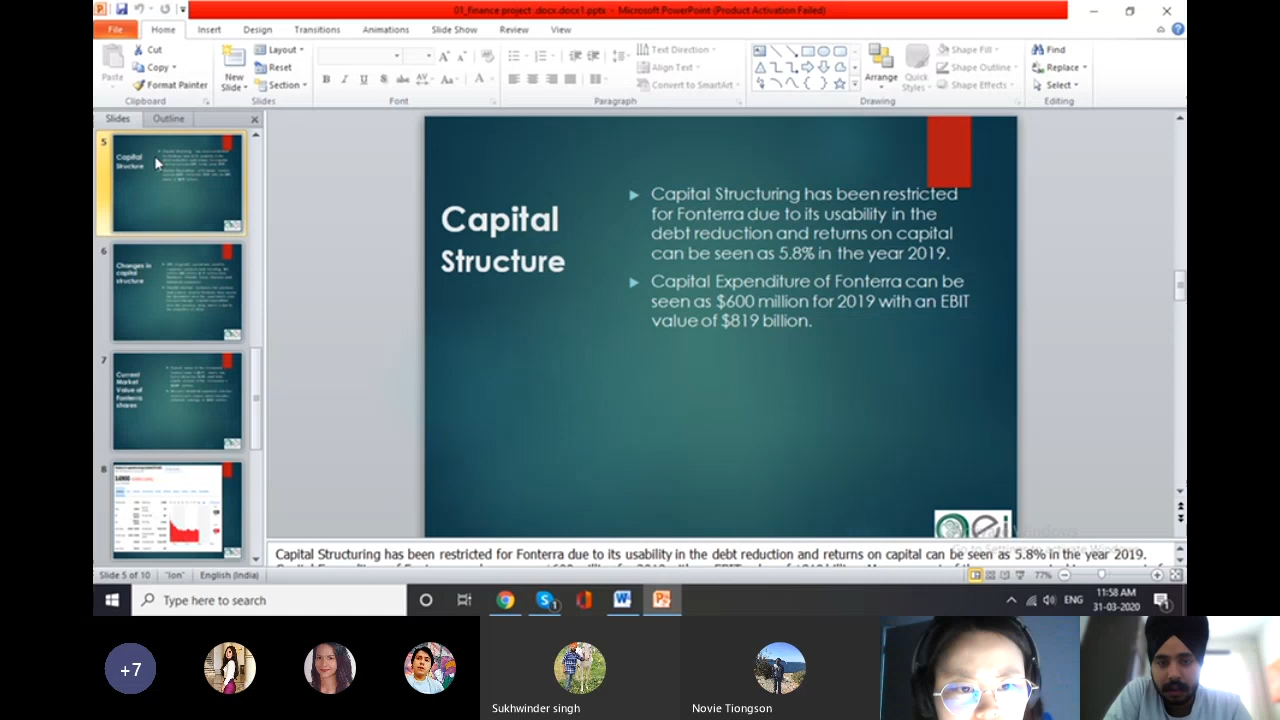 01_finance project .docx.docx1.pptx - Microsoft PowerPoint (Product Activation Failed)
File Home Insert Design Transitions Animations Slide Show Review View
Paste
Cut
Copy
Format Painter
Clipboard
New
Slide
Layout
Reset
Section
Slides
B I U S abc AV Aa A
Font
Text Direction
Align Text
Convert to SmartArt
Paragraph
Arrange
Quick
Styles
Shape Fill
Shape Outline
Shape Effects
Drawing
Find
Replace
Select
Editing
Slides Outline
5
Capital
Structure
6
Changes in
capital
structure
7
Current
Market
Value of
Fonterra
shares
8
Capital
Structure
Capital Structuring has been restricted
for Fonterra due to its usability in the
debt reduction and returns on capital
can be seen as 5.8% in the year 2019.
Capital Expenditure of Fonterra can be
seen as $600 million for 2019 with an EBIT
value of $819 billion.
Capital Structuring has been restricted for Fonterra due to its usability in the debt reduction and returns on capital can be seen as 5.8% in the year 2019.
Slide 5 of 10 "Ion" English (India) 77%
Type here to search
ENG
11:58 AM
31-03-2020
+7
Sukhwinder singh
Novie Tiongson